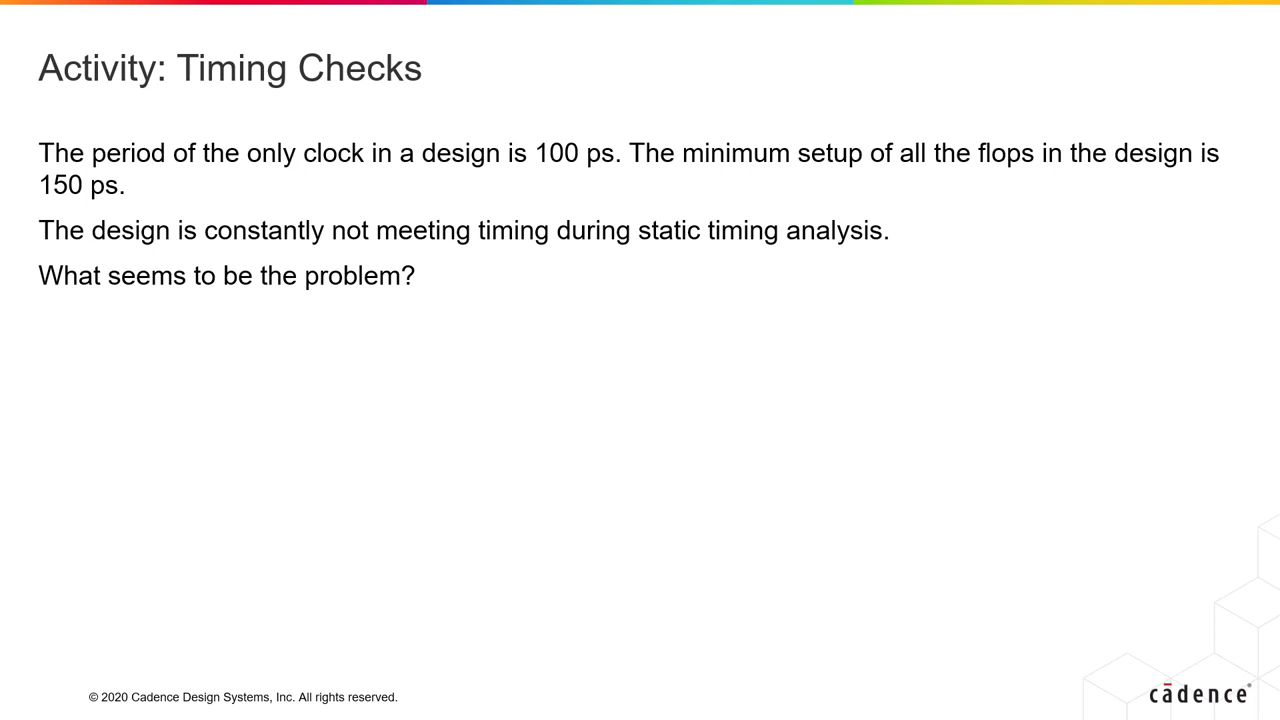 Activity: Timing Checks
The period of the only clock in a design is 100 ps. The minimum setup of all the flops in the design is
150 ps.
The design is constantly not meeting timing during static timing analysis.
What seems to be the problem?
© 2020 Cadence Design Systems, Inc. All rights reserved.
cādence®